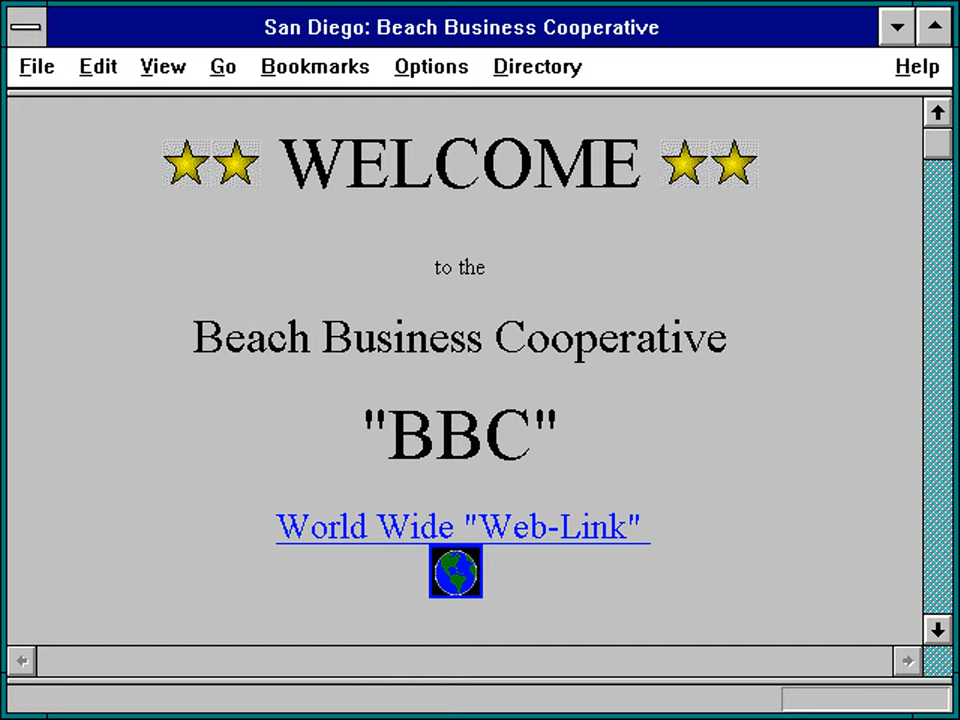 San Diego: Beach Business Cooperative
File Edit View Go Bookmarks Options Directory Help
WELCOME
to the
Beach Business Cooperative
"BBC"
World Wide "Web-Link"